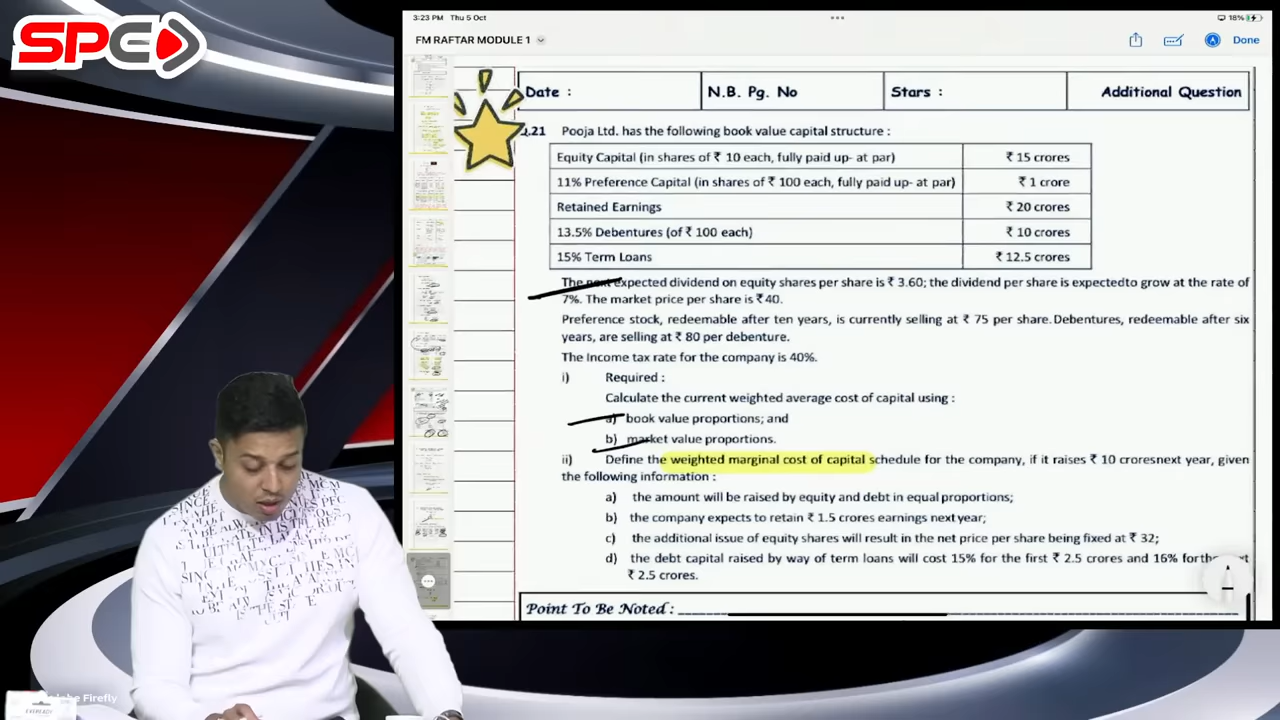 SPC
3:23 PM Thu 5 Oct
18%
FM RAFTAR MODULE 1
Done
Date :
N.B. Pg. No
Stars :
Additional Question
Q.21 Pooja Ltd. has the following book value capital structure :
Equity Capital (in shares of ₹ 10 each, fully paid up- at par) ₹ 15 crores
11% Preference Capital (in shares of ₹ 100 each, fully paid up- at par) ₹ 1 crore
Retained Earnings ₹ 20 crores
13.5% Debentures (of ₹ 100 each) ₹ 10 crores
15% Term Loans ₹ 12.5 crores
The next expected dividend on equity shares per share is ₹ 3.60; the dividend per share is expectedto grow at the rate of
7%. The market price per share is ₹ 40.
Preference stock, redeemable after ten years, is currently selling at ₹ 75 per share. Debentures, redeemable after six
years, are selling at ₹ 80 per debenture.
The Income tax rate for the company is 40%.
i) Required :
Calculate the current weighted average cost of capital using :
a) book value proportions; and
b) market value proportions.
ii) Define the marginal cost of capital schedule for the company, if it raises ₹ 10 croresnext year, given
the following information :
a) the amount will be raised by equity and debt in equal proportions;
b) the company expects to retain ₹ 1.5 crores earnings next year;
c) the additional issue of equity shares will result in the net price per share being fixed at ₹ 32;
d) the debt capital raised by way of term loans will cost 15% for the first ₹ 2.5 crores and 16% forthe
₹ 2.5 crores.
Point To Be Noted :
Firefly